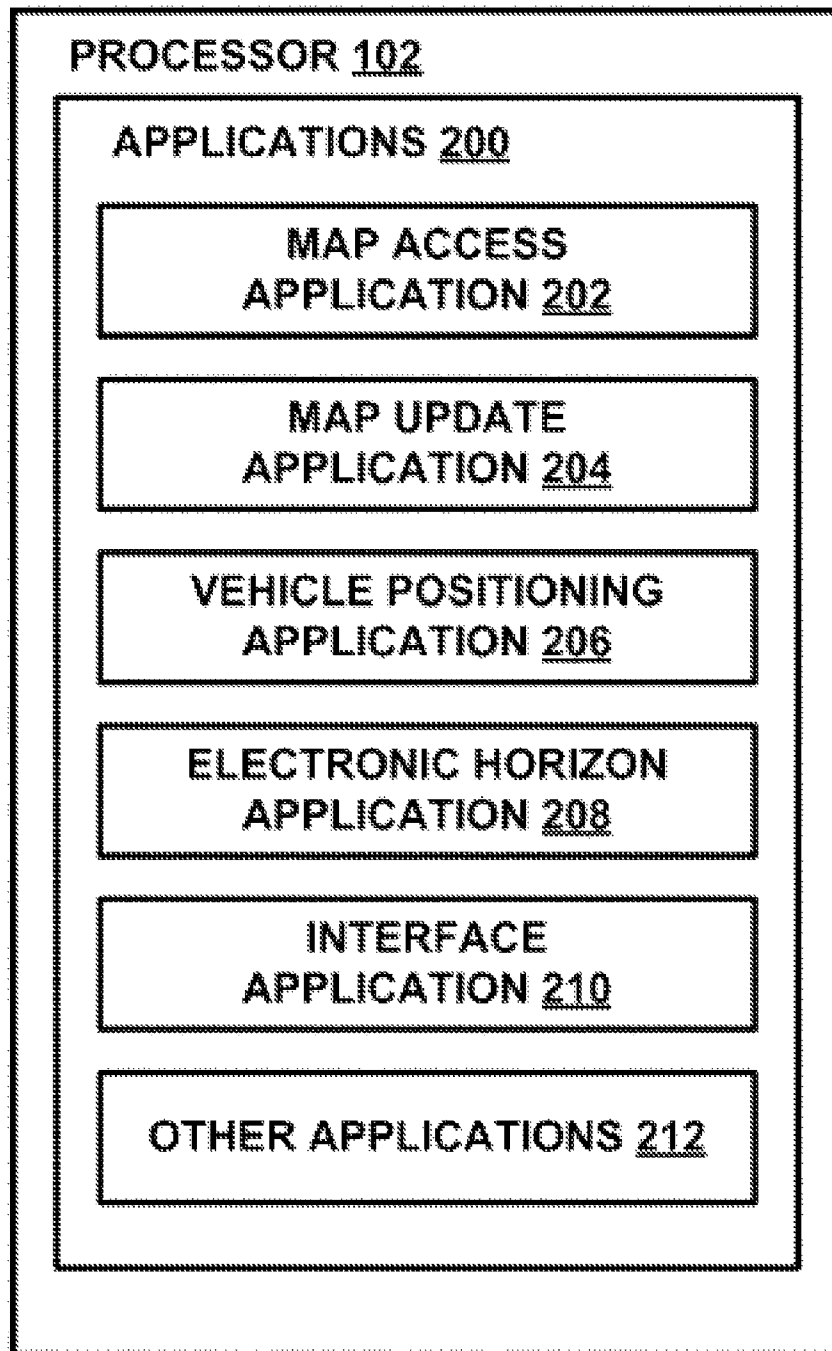 PROCESSOR 102
APPLICATIONS 200
MAP ACCESS
APPLICATION 202
MAP UPDATE
APPLICATION 204
VEHICLE POSITIONING
APPLICATION 206
ELECTRONIC HORIZON
APPLICATION 208
INTERFACE
APPLICATION 210
OTHER APPLICATIONS 212